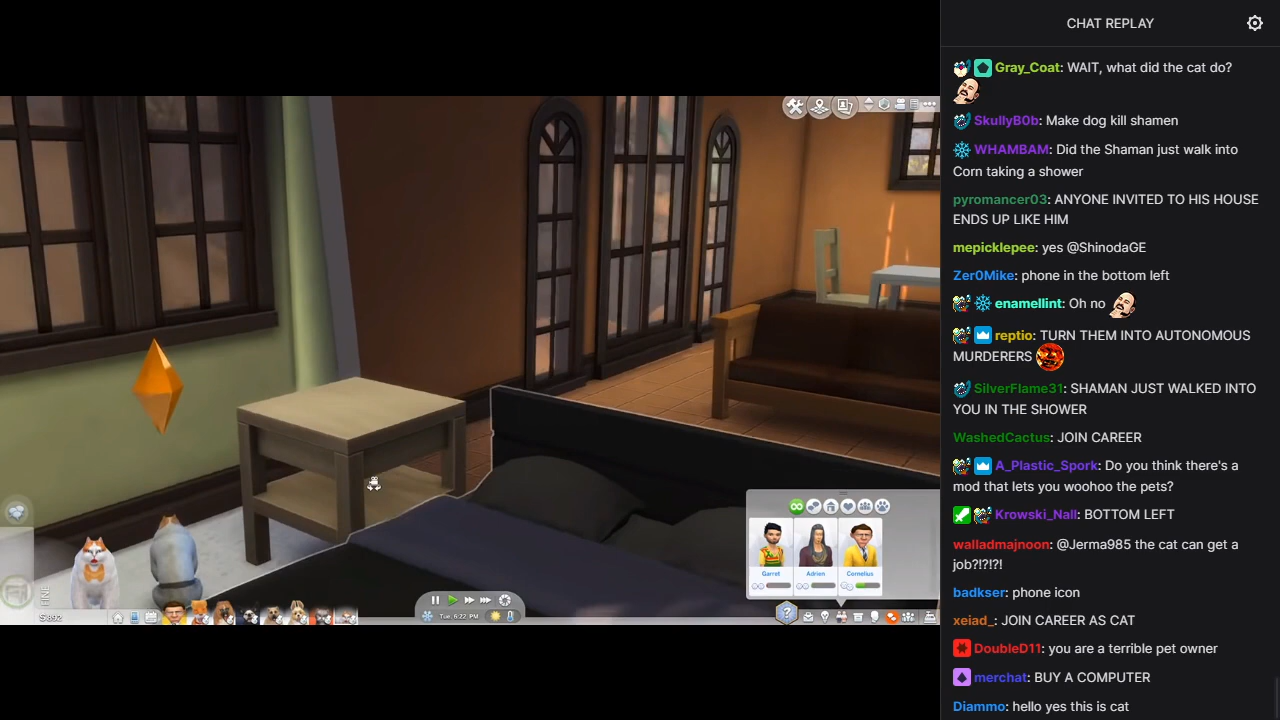 CHAT REPLAY
Gray_Coat: WAIT, what did the cat do?
SkullyB0b: Make dog kill shamen
WHAMBAM: Did the Shaman just walk into
Corn taking a shower
pyromancer03: ANYONE INVITED TO HIS HOUSE
ENDS UP LIKE HIM
mepicklepee: yes @ShinodaGE
Zer0Mike: phone in the bottom left
enamellint: Oh no
reptio: TURN THEM INTO AUTONOMOUS
MURDERERS
SilverFlame31: SHAMAN JUST WALKED INTO
YOU IN THE SHOWER
WashedCactus: JOIN CAREER
A_Plastic_Spork: Do you think there's a
mod that lets you woohoo the pets?
Krowski_Nall: BOTTOM LEFT
walladmajnoon: @Jerma985 the cat can get a
job?!?!?!
badkser: phone icon
xeiad_: JOIN CAREER AS CAT
DoubleD11: you are a terrible pet owner
merchat: BUY A COMPUTER
Diammo: hello yes this is cat
Garret
Adrien
Cornelius
Tue. 6:22 PM